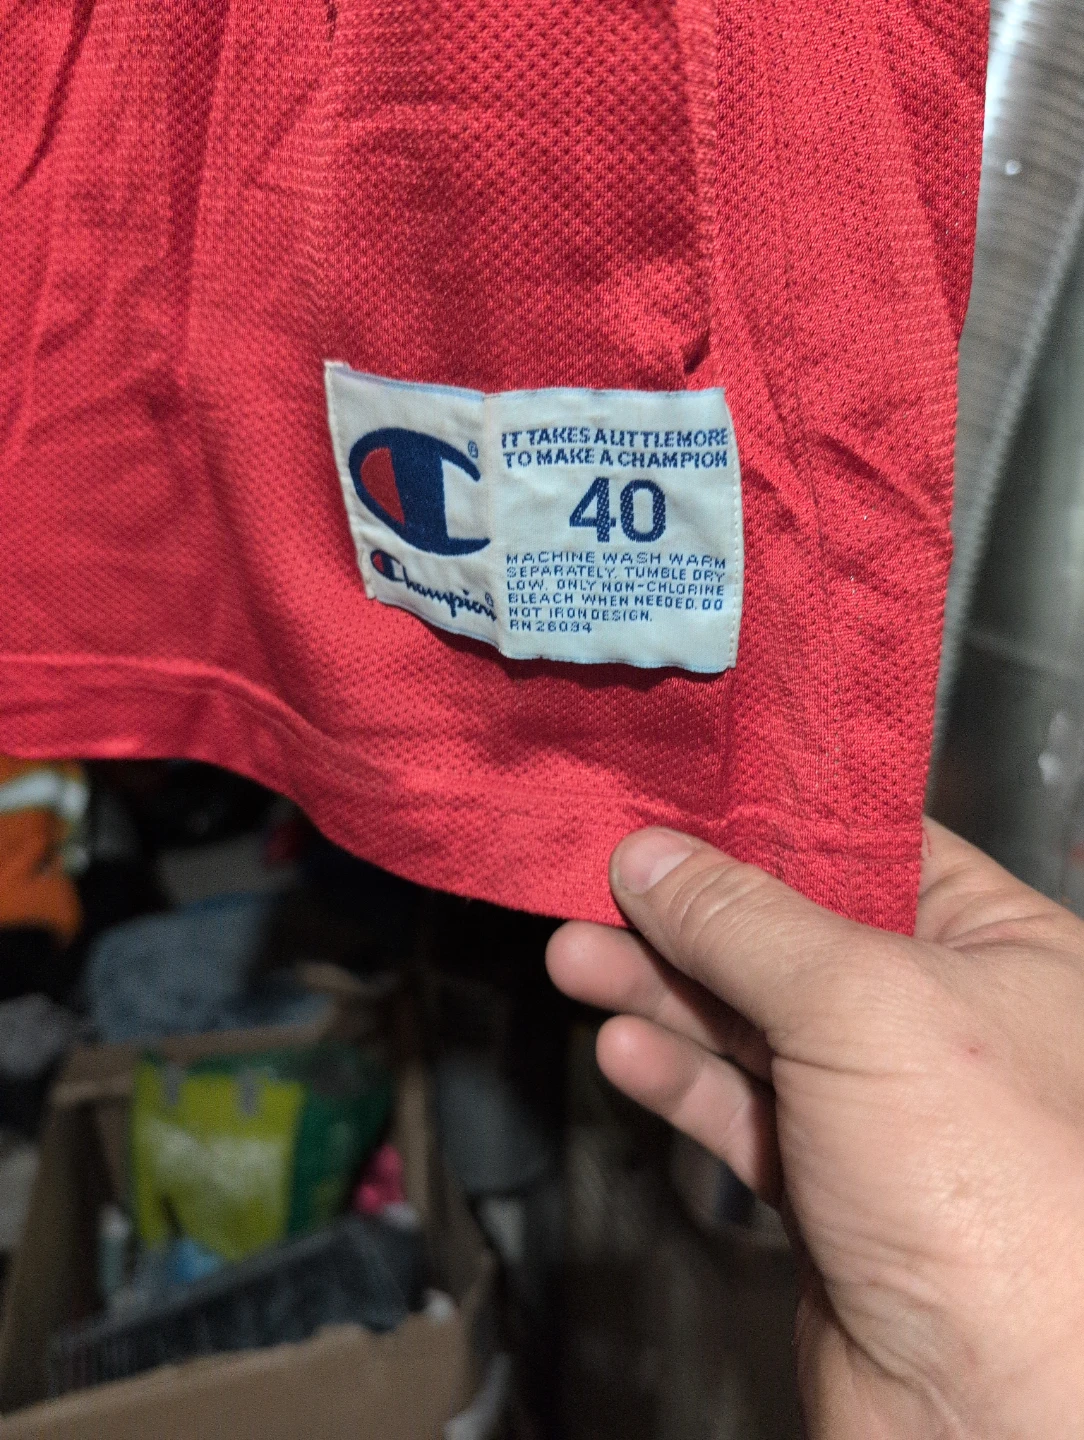 ®
Champion®
IT TAKES A LITTLE MORE
TO MAKE A CHAMPION
40
MACHINE WASH WARM
SEPARATELY, TUMBLE DRY
LOW. ONLY NON-CHLORINE
BLEACH WHEN NEEDED. DO
NOT IRON DESIGN.
RN 26094